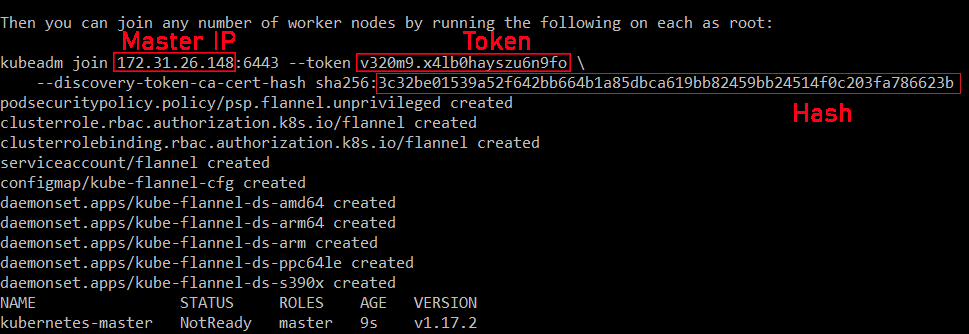 Then you can join any number of worker nodes by running the following on each as root:
Master IP
Token
kubeadm join 172.31.26.148:6443 --token v320m9.x4lb0hayszu6n9fo \
--discovery-token-ca-cert-hash sha256:3c32be01539a52f642bb664b1a85dbca619bb82459bb24514f0c203fa786623b
podsecuritypolicy.policy/psp.flannel.unprivileged created
Hash
clusterrole.rbac.authorization.k8s.io/flannel created
clusterrolebinding.rbac.authorization.k8s.io/flannel created
serviceaccount/flannel created
configmap/kube-flannel-cfg created
daemonset.apps/kube-flannel-ds-amd64 created
daemonset.apps/kube-flannel-ds-arm64 created
daemonset.apps/kube-flannel-ds-arm created
daemonset.apps/kube-flannel-ds-ppc64le created
daemonset.apps/kube-flannel-ds-s390x created
NAME STATUS ROLES AGE VERSION
kubernetes-master NotReady master 9s v1.17.2